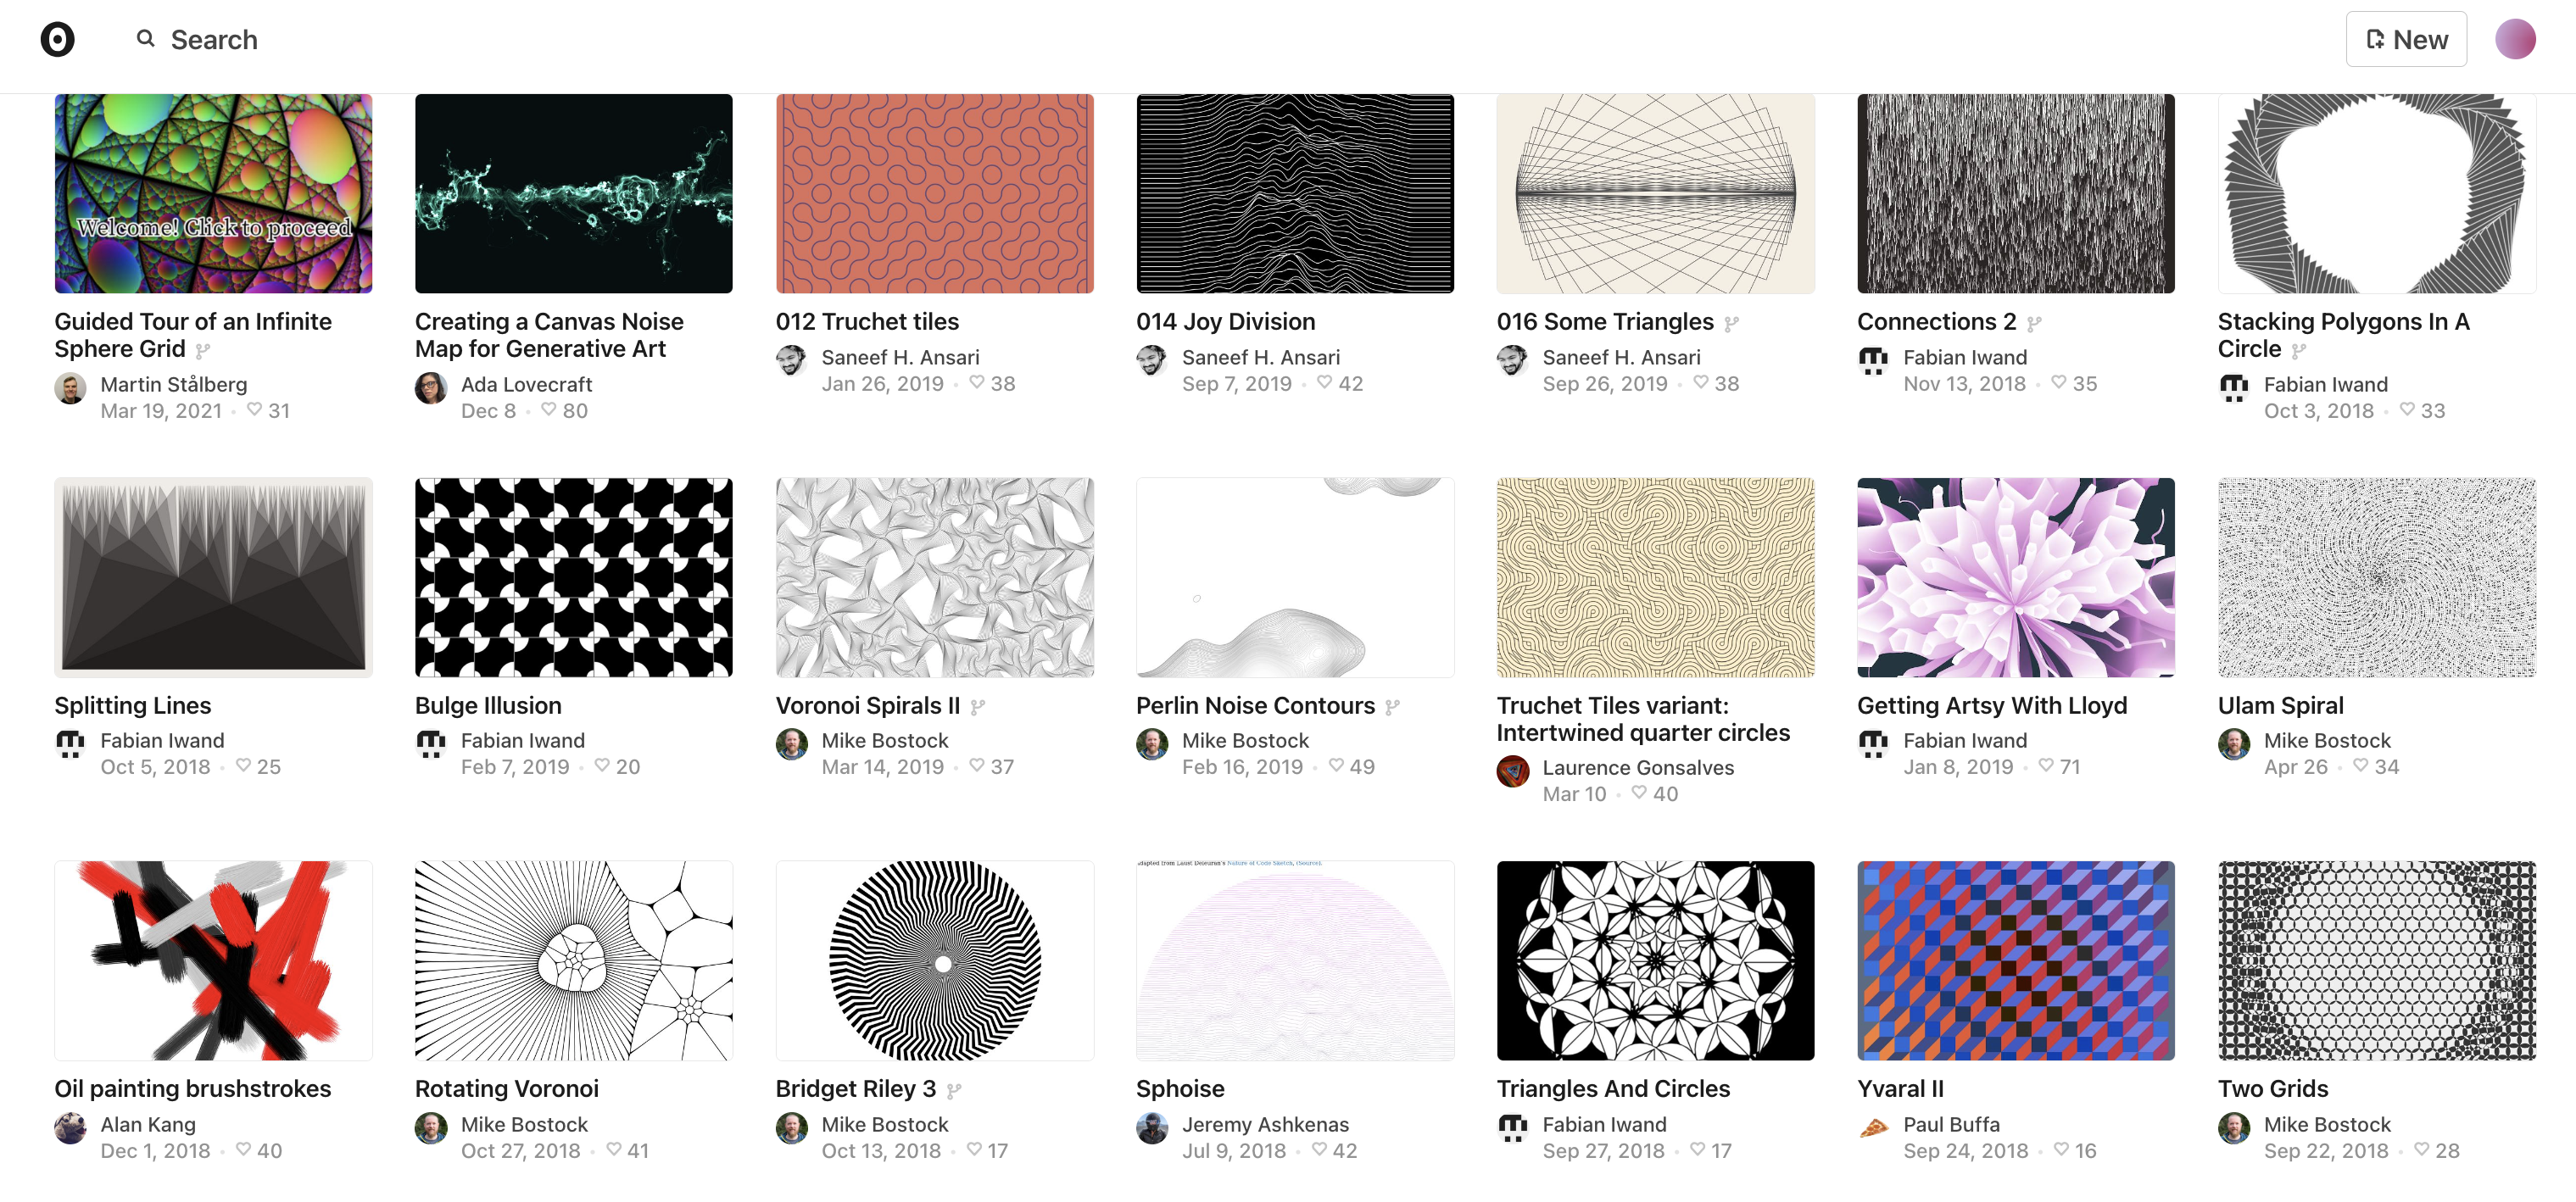 Search
New
Welcome! Click to proceed
Guided Tour of an Infinite
Sphere Grid
Martin Stålberg
Mar 19, 2021 • 31
Creating a Canvas Noise
Map for Generative Art
Ada Lovecraft
Dec 8 • 80
012 Truchet tiles
Saneef H. Ansari
Jan 26, 2019 • 38
014 Joy Division
Saneef H. Ansari
Sep 7, 2019 • 42
016 Some Triangles
Saneef H. Ansari
Sep 26, 2019 • 38
Connections 2
Fabian Iwand
Nov 13, 2018 • 35
Stacking Polygons In A
Circle
Fabian Iwand
Oct 3, 2018 • 33
Splitting Lines
Fabian Iwand
Oct 5, 2018 • 25
Bulge Illusion
Fabian Iwand
Feb 7, 2019 • 20
Voronoi Spirals II
Mike Bostock
Mar 14, 2019 • 37
Perlin Noise Contours
Mike Bostock
Feb 16, 2019 • 49
Truchet Tiles variant:
Intertwined quarter circles
Laurence Gonsalves
Mar 10 • 40
Getting Artsy With Lloyd
Fabian Iwand
Jan 8, 2019 • 71
Ulam Spiral
Mike Bostock
Apr 26 • 34
Oil painting brushstrokes
Alan Kang
Dec 1, 2018 • 40
Rotating Voronoi
Mike Bostock
Oct 27, 2018 • 41
Bridget Riley 3
Mike Bostock
Oct 13, 2018 • 17
Nature of Code Sketch, (Source).
Sphoise
Jeremy Ashkenas
Jul 9, 2018 • 42
Triangles And Circles
Fabian Iwand
Sep 27, 2018 • 17
Yvaral II
Paul Buffa
Sep 24, 2018 • 16
Two Grids
Mike Bostock
Sep 22, 2018 • 28